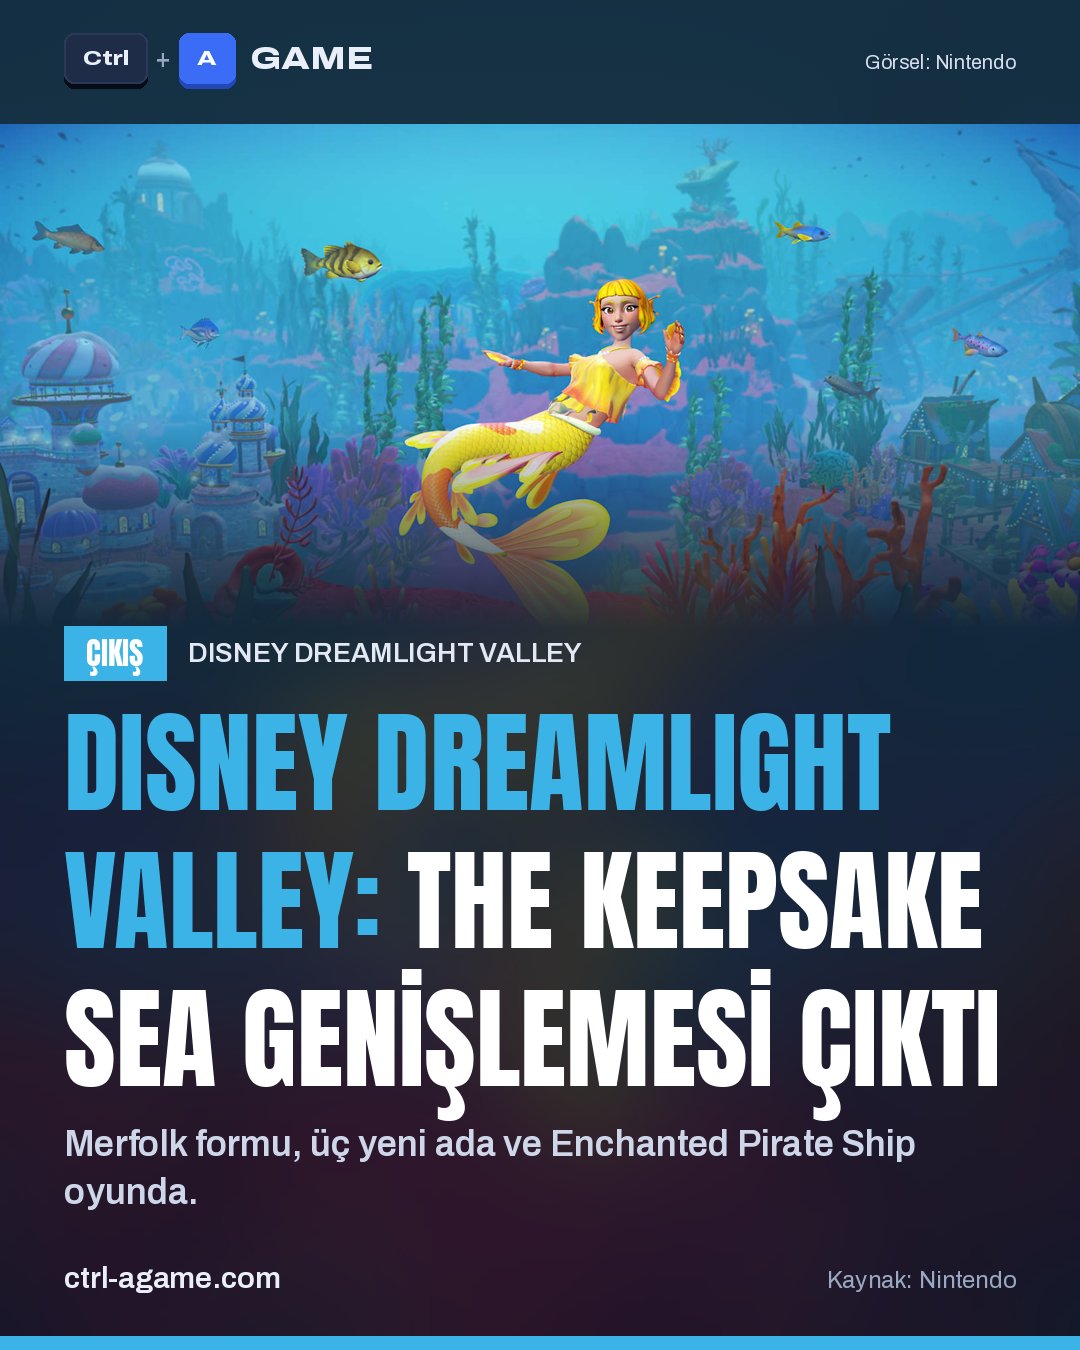 Ctrl + A GAME
Görsel: Nintendo
ÇIKIŞ DISNEY DREAMLIGHT VALLEY
DISNEY DREAMLIGHT
VALLEY: THE KEEPSAKE
SEA GENİŞLEMESİ ÇIKTI
Merfolk formu, üç yeni ada ve Enchanted Pirate Ship
oyunda.
ctrl-agame.com
Kaynak: Nintendo